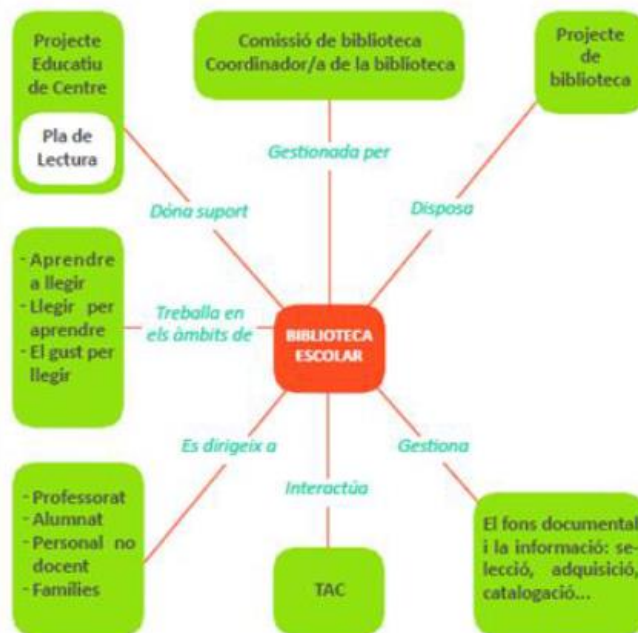 Projecte
Educatiu
de Centre
Pla de
Lectura
Comissió de biblioteca
Coordinador/a de la biblioteca
Projecte
de
biblioteca
Gestionada per
Dóna suport
Disposa
- Aprendre
a llegir
- Llegir per
aprendre
- El gust per
llegir
Treballa en
els àmbits de
BIBLIOTECA
ESCOLAR
Es dirigeix a
Gestiona
Interactúa
- Professorat
- Alumnat
- Personal no
docent
- Famílies
TAC
El fons documental
i la informació: se-
lecció, adquisició,
catalogació...